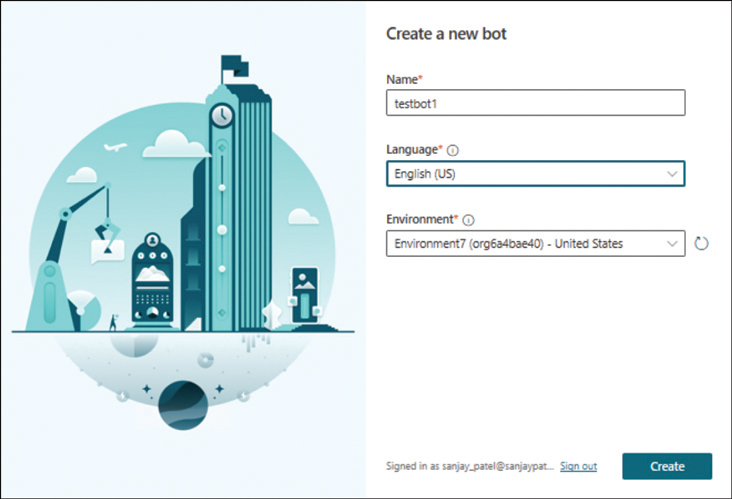 Create a new bot
Name*
testbot1
Language*
English (US)
Environment*
Environment7 (org6a4bae40) - United States
Signed in as sanjay_patel@sanjaypat... Sign out
Create